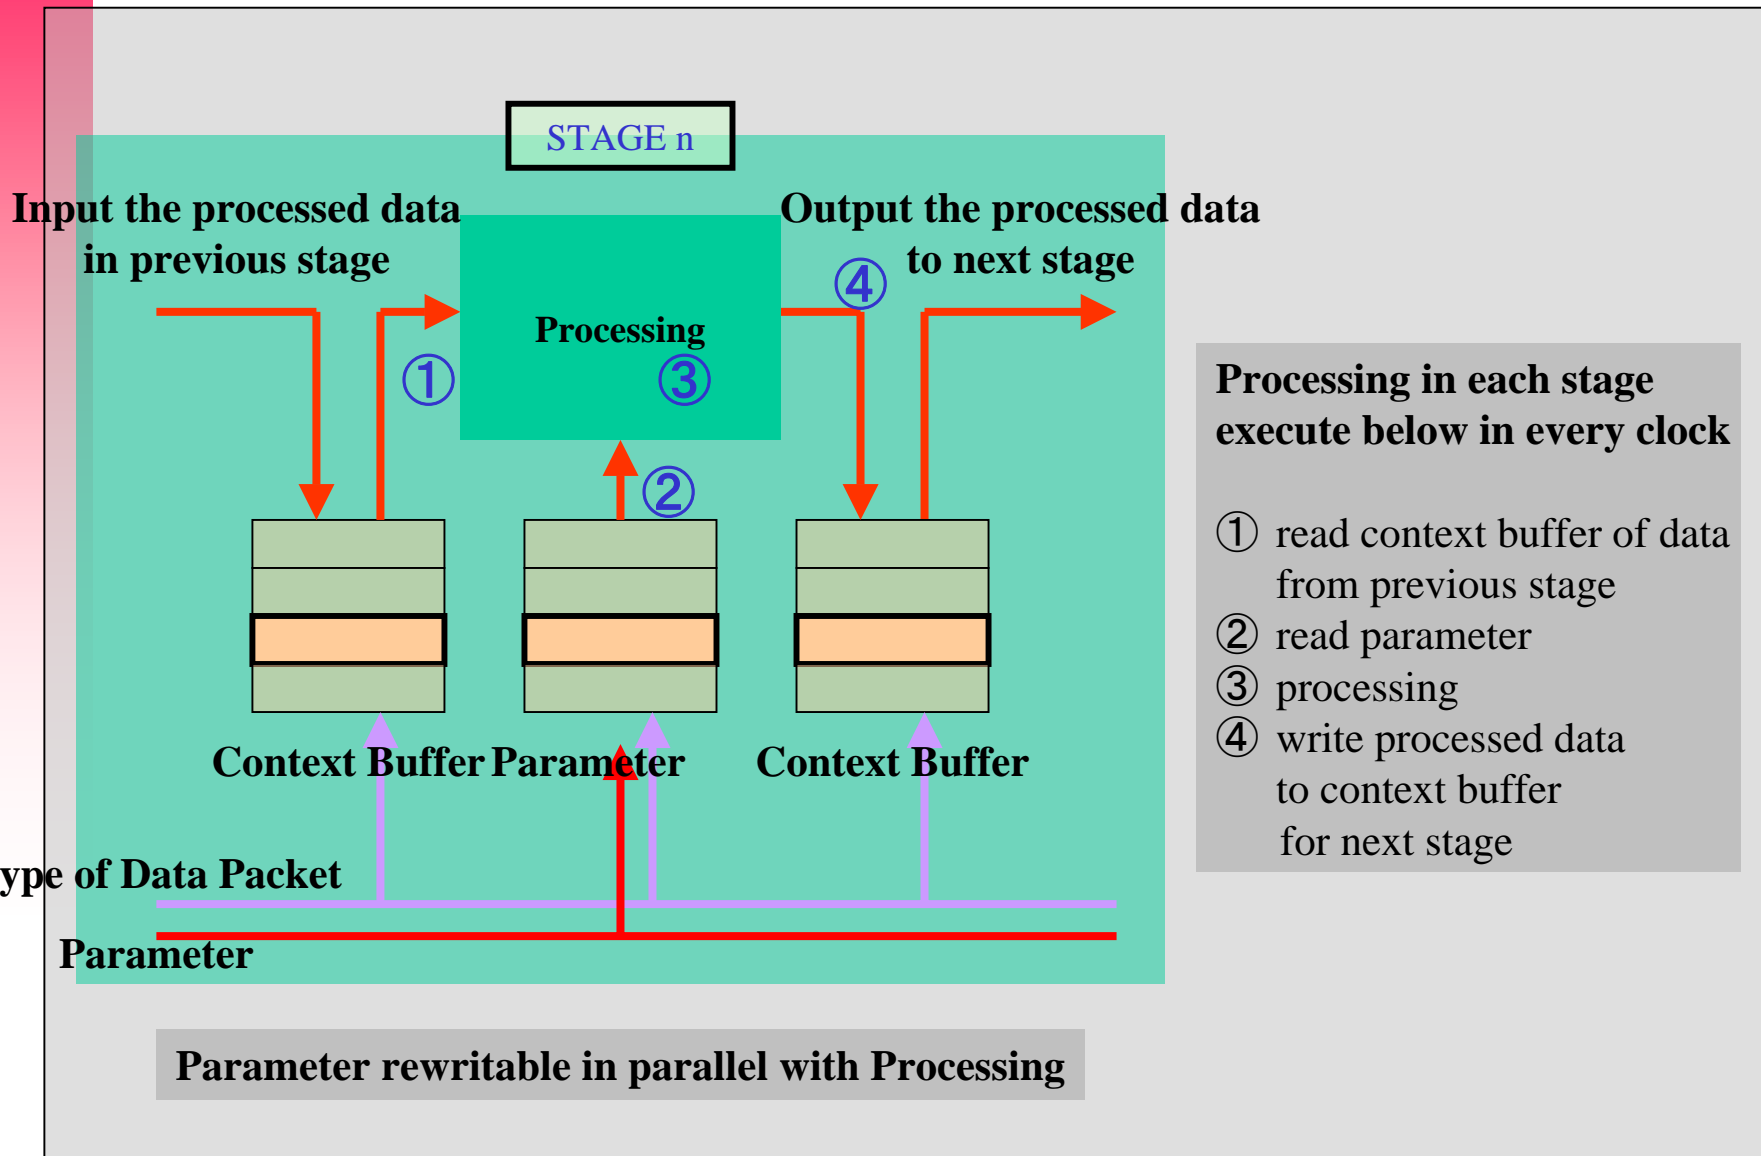 STAGE n
Input the processed data
in previous stage
Output the processed data
to next stage
④
Processing
①
③
②
Context Buffer
Parameter
Context Buffer
ype of Data Packet
Parameter
Parameter rewritable in parallel with Processing
Processing in each stage
execute below in every clock
① read context buffer of data
from previous stage
② read parameter
③ processing
④ write processed data
to context buffer
for next stage